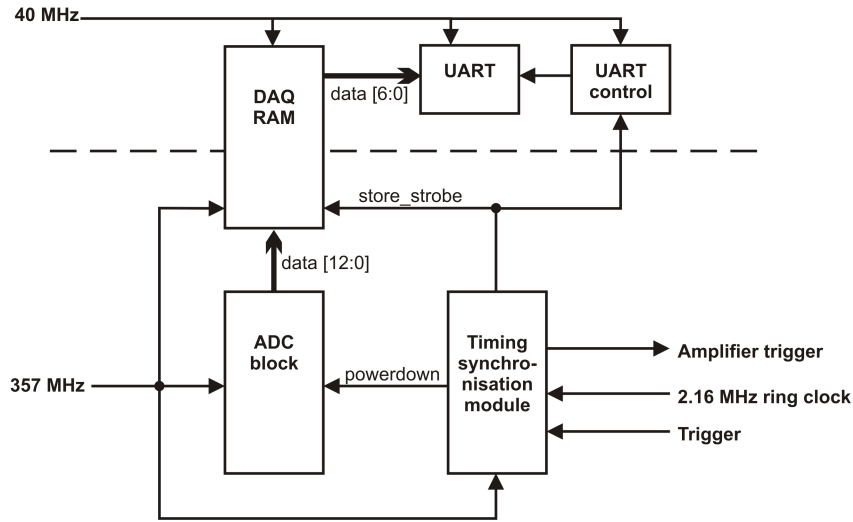 40 MHz
DAQ
RAM
data [6:0]
UART
UART
control
store_strobe
data [12:0]
ADC
block
357 MHz
powerdown
Timing
synchro-
nisation
module
Amplifier trigger
2.16 MHz ring clock
Trigger